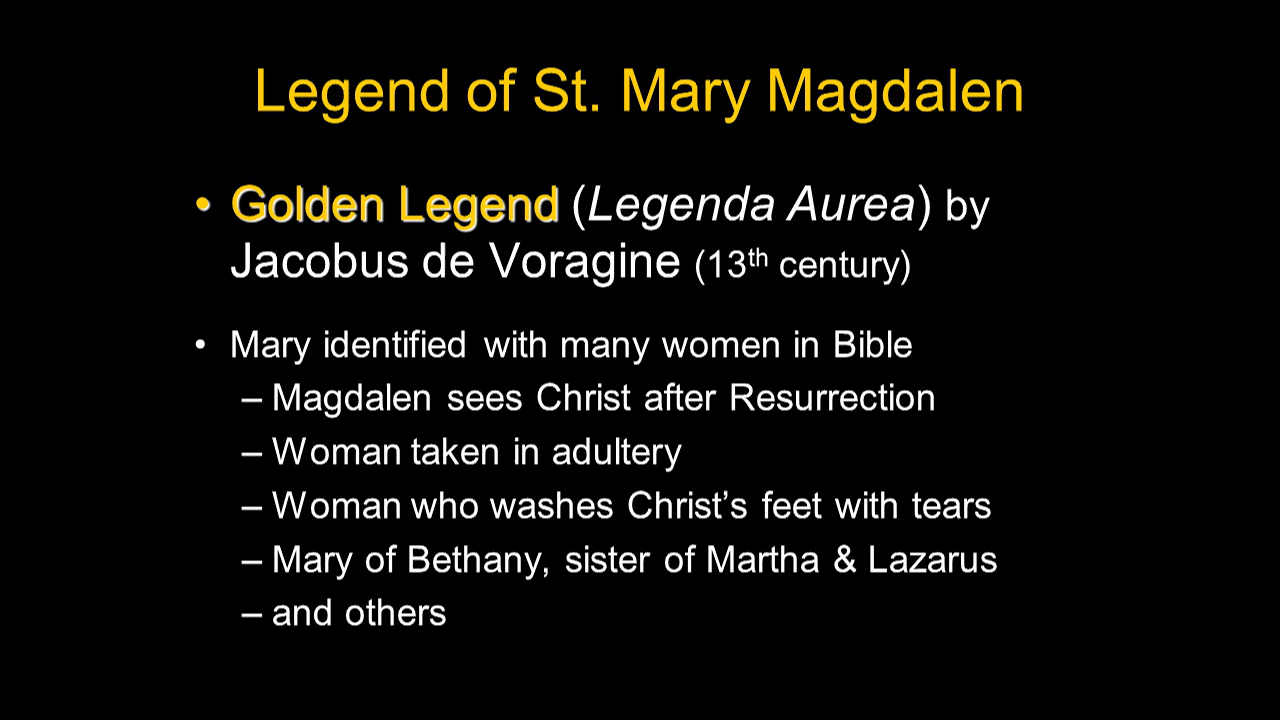 Legend of St. Mary Magdalen
• Golden Legend (Legenda Aurea) by
Jacobus de Voragine (13th century)
• Mary identified with many women in Bible
– Magdalen sees Christ after Resurrection
– Woman taken in adultery
– Woman who washes Christ’s feet with tears
– Mary of Bethany, sister of Martha & Lazarus
– and others